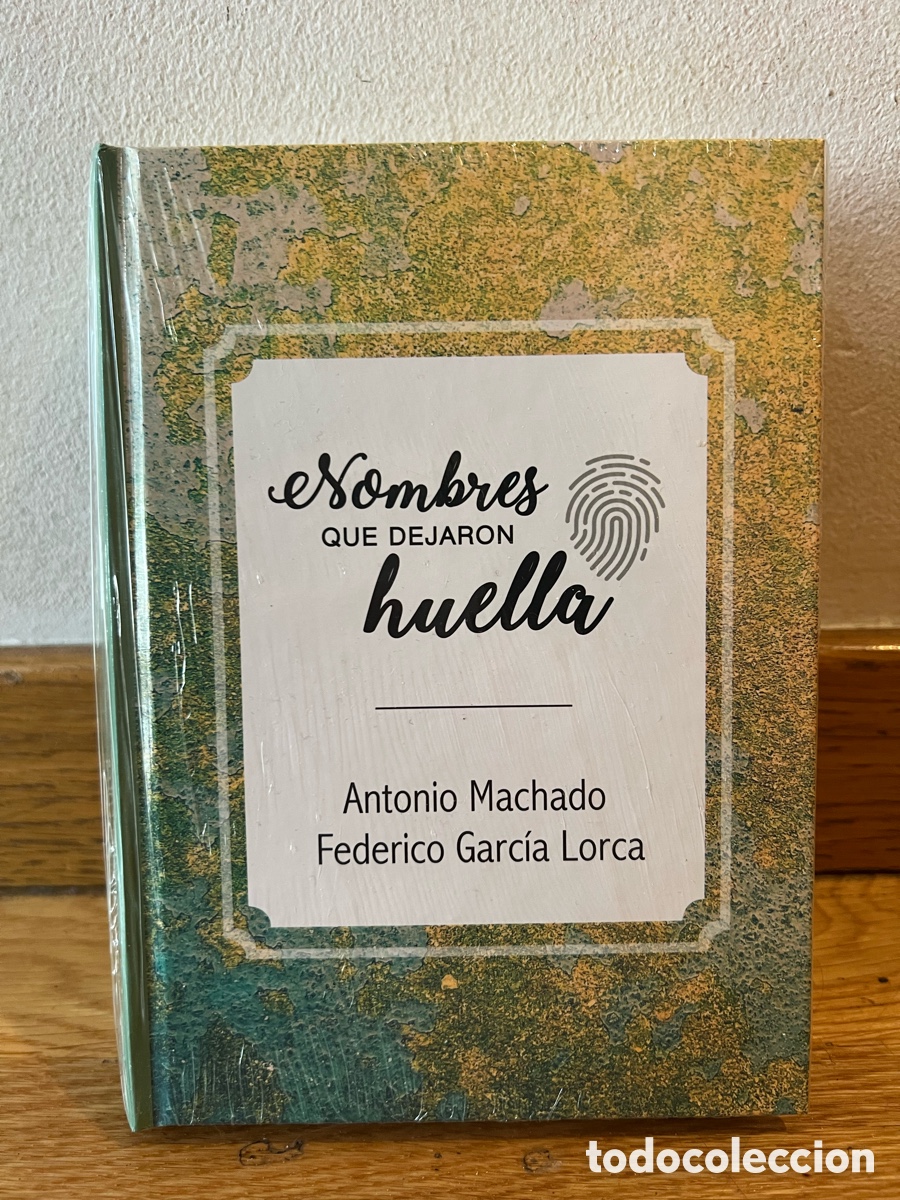 Nombres
QUE DEJARON
huella
Antonio Machado
Federico García Lorca
todocoleccion